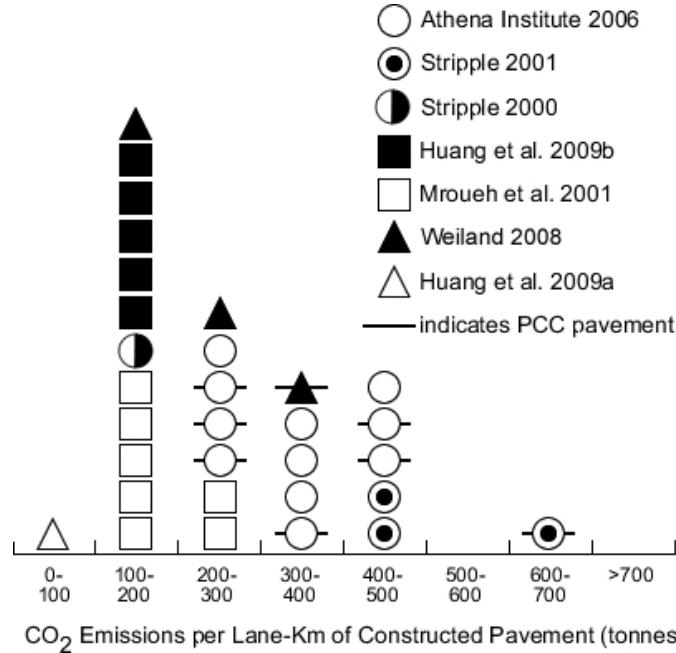 Athena Institute 2006
Stripple 2001
Stripple 2000
Huang et al. 2009b
Mroueh et al. 2001
Weiland 2008
Huang et al. 2009a
indicates PCC pavement
0-100
100-200
200-300
300-400
400-500
500-600
600-700
>700
CO2 Emissions per Lane-Km of Constructed Pavement (tonnes